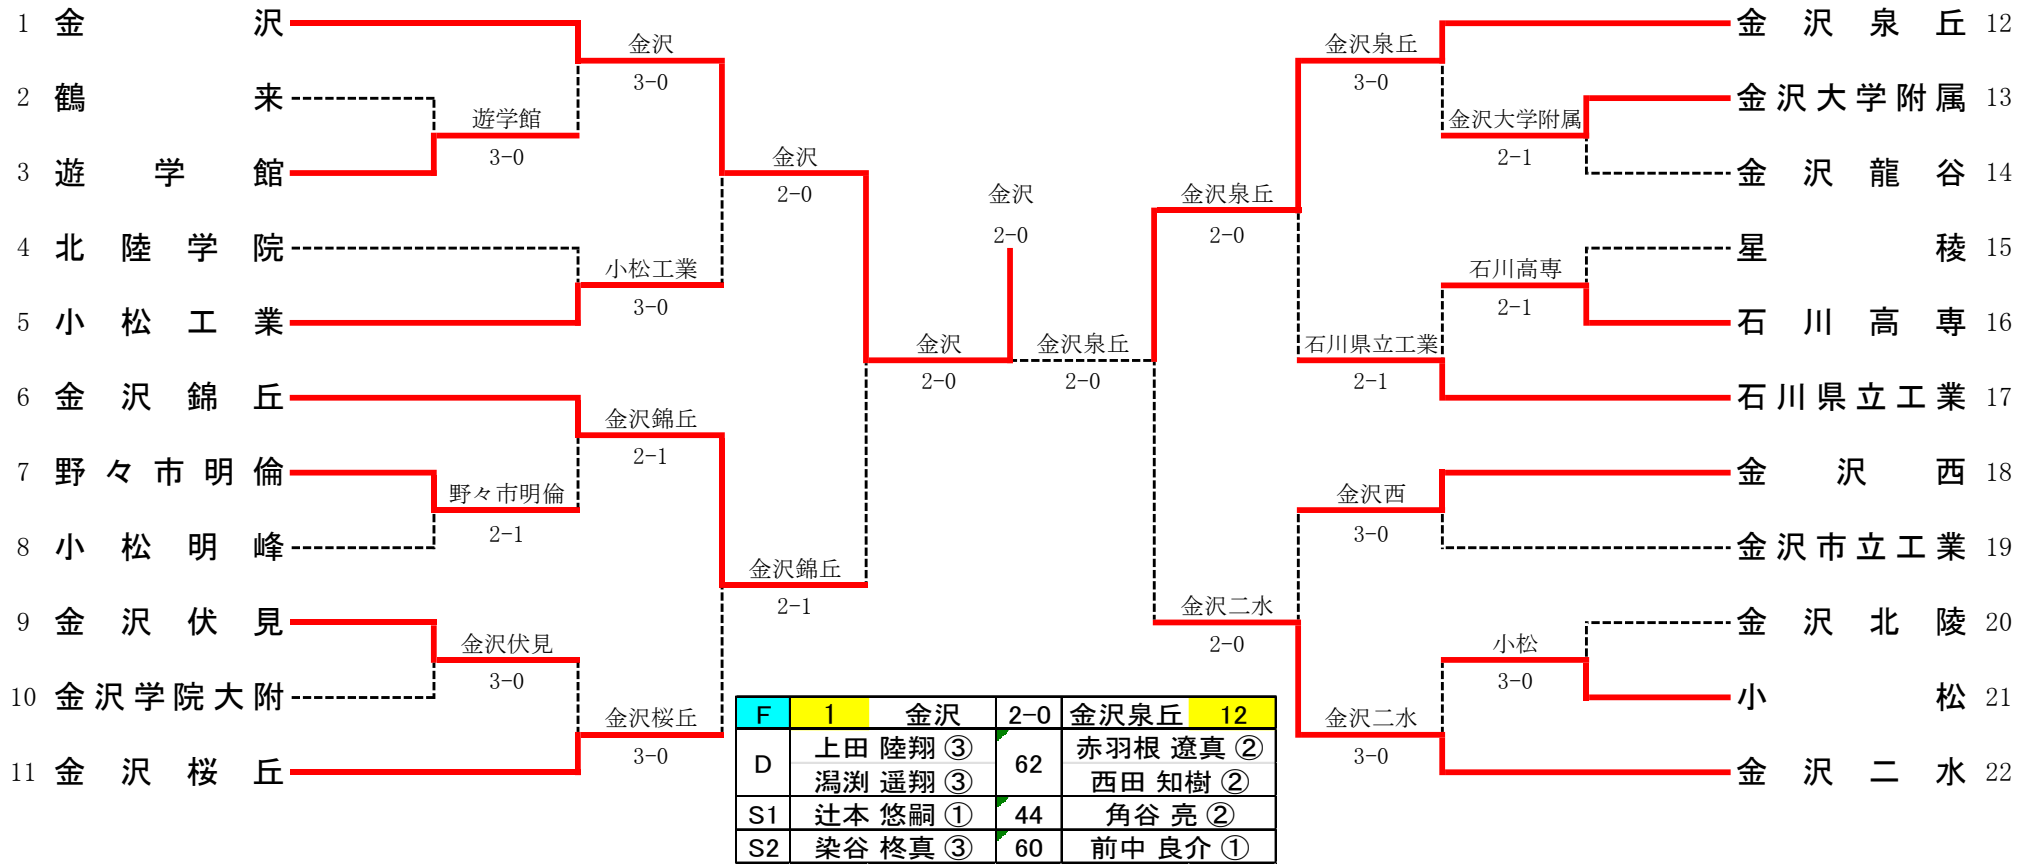 1 金沢
2 鶴来
3 遊学館
4 北陸学院
5 小松工業
6 金沢錦丘
7 野々市明倫
8 小松明峰
9 金沢伏見
10 金沢学院大附
11 金沢桜丘
遊学館
3-0
野々市明倫
2-1
金沢伏見
3-0
金沢
3-0
小松工業
3-0
金沢錦丘
2-1
金沢桜丘
3-0
金沢
2-0
金沢錦丘
2-1
金沢
2-0
金沢
2-0
金沢泉丘
2-0
金沢泉丘
2-0
金沢二水
2-0
金沢泉丘
3-0
石川県立工業
2-1
金沢西
3-0
金沢二水
3-0
金沢大学附属
2-1
石川高専
2-1
小松
3-0
金沢泉丘 12
金沢大学附属 13
金沢龍谷 14
星稜 15
石川高専 16
石川県立工業 17
金沢西 18
金沢市立工業 19
金沢北陵 20
小松 21
金沢二水 22
F 1 金沢 2-0 金沢泉丘 12
D 上田 陸翔 ③ 62 赤羽根 遼真 ②
潟渕 遥翔 ③ 西田 知樹 ②
S1 辻本 悠嗣 ① 44 角谷 亮 ②
S2 染谷 柊真 ③ 60 前中 良介 ①